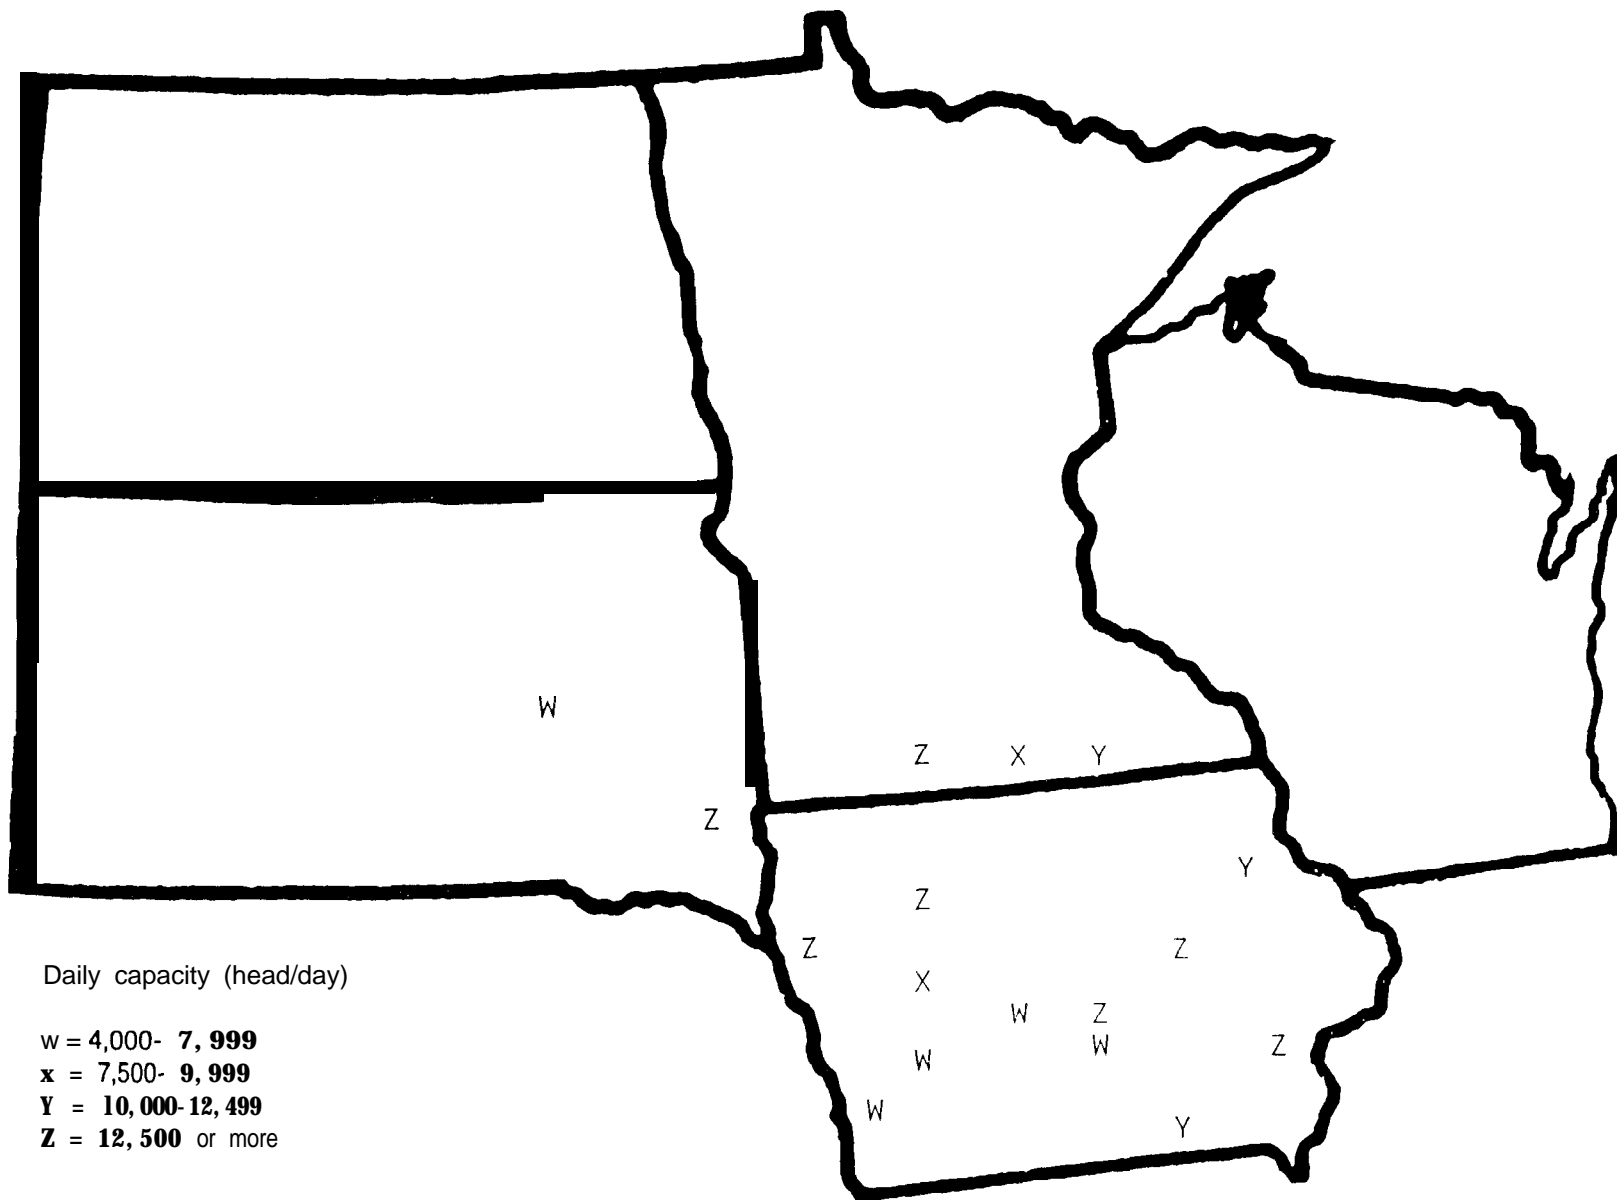 W
Z X Y
Z
Y
Z
Z Z
X
W Z
W Z
W
W
Y
Daily capacity (head/day)
w = 4,000- 7,999
x = 7,500- 9,999
Y = 10,000-12,499
Z = 12,500 or more